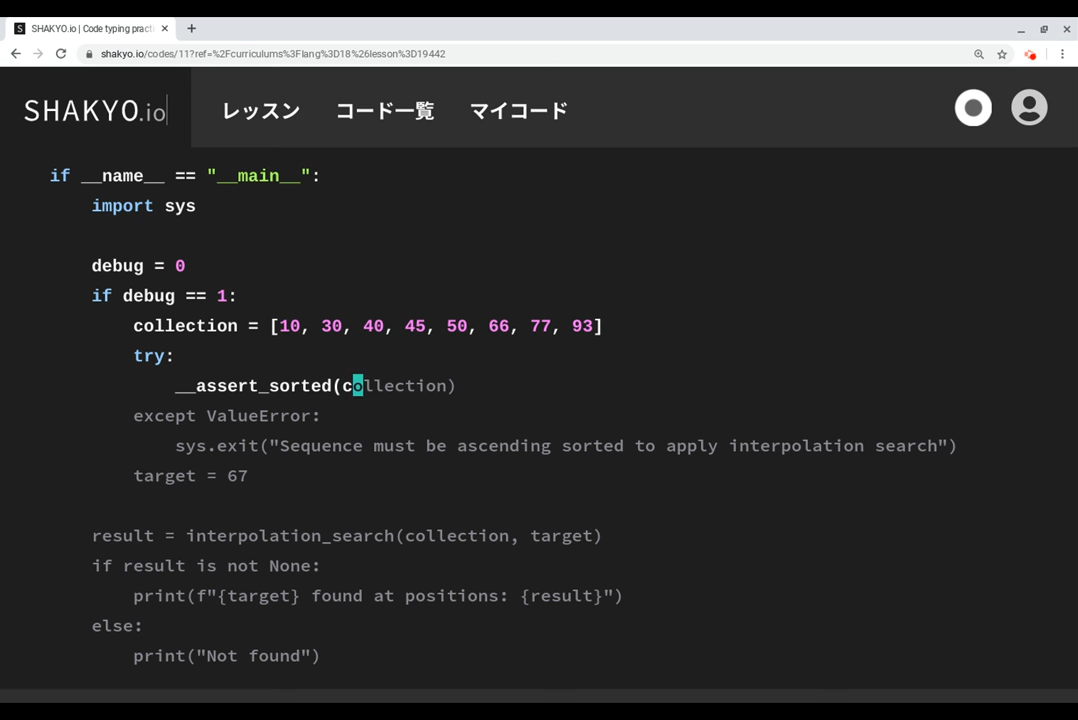 SHAKYO.io | Code typing practi
shakyo.io/codes/11?ref=%2Fcurriculums%3Flang%3D18%26lesson%3D19442
SHAKYO.io レッスン コード一覧 マイコード
if __name__ == "__main__":
    import sys
    debug = 0
    if debug == 1:
        collection = [10, 30, 40, 45, 50, 66, 77, 93]
        try:
            __assert_sorted(collection)
        except ValueError:
            sys.exit("Sequence must be ascending sorted to apply interpolation search")
        target = 67
    result = interpolation_search(collection, target)
    if result is not None:
        print(f"{target} found at positions: {result}")
    else:
        print("Not found")